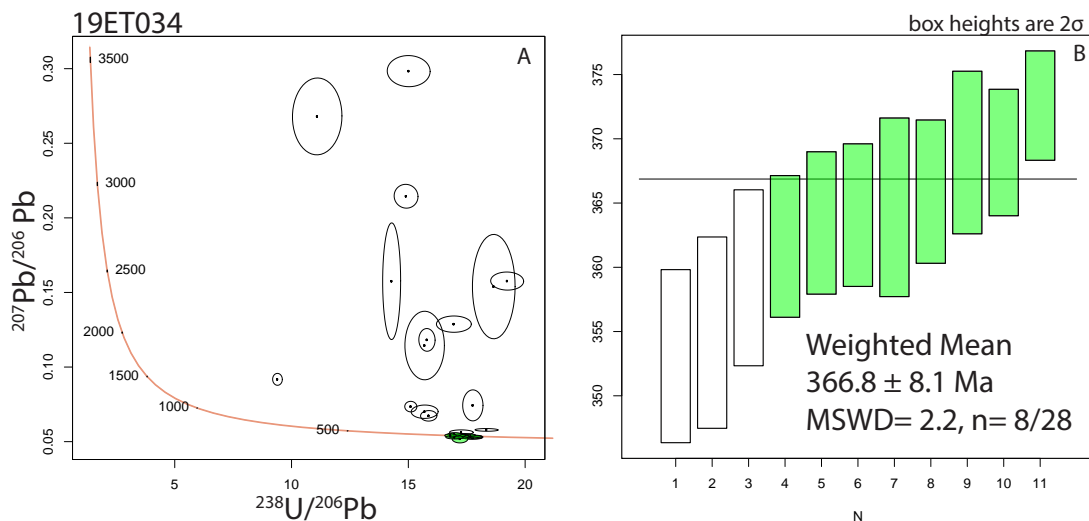 19ET034
box heights are 2σ
A
B
0.30
0.25
0.20
0.15
0.10
0.05
207Pb/206 Pb
3500
3000
2500
2000
1500
1000
500
5
10
15
20
238U/206Pb
375
370
365
360
355
350
Weighted Mean
366.8 ± 8.1 Ma
MSWD= 2.2, n= 8/28
1 2 3 4 5 6 7 8 9 10 11
N